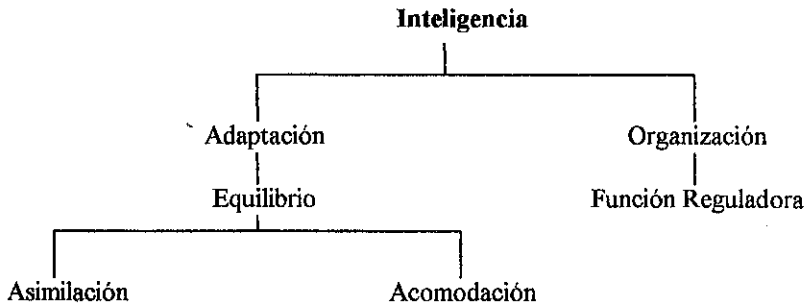 Inteligencia
Adaptación Organización
Equilibrio Función Reguladora
Asimilación Acomodación